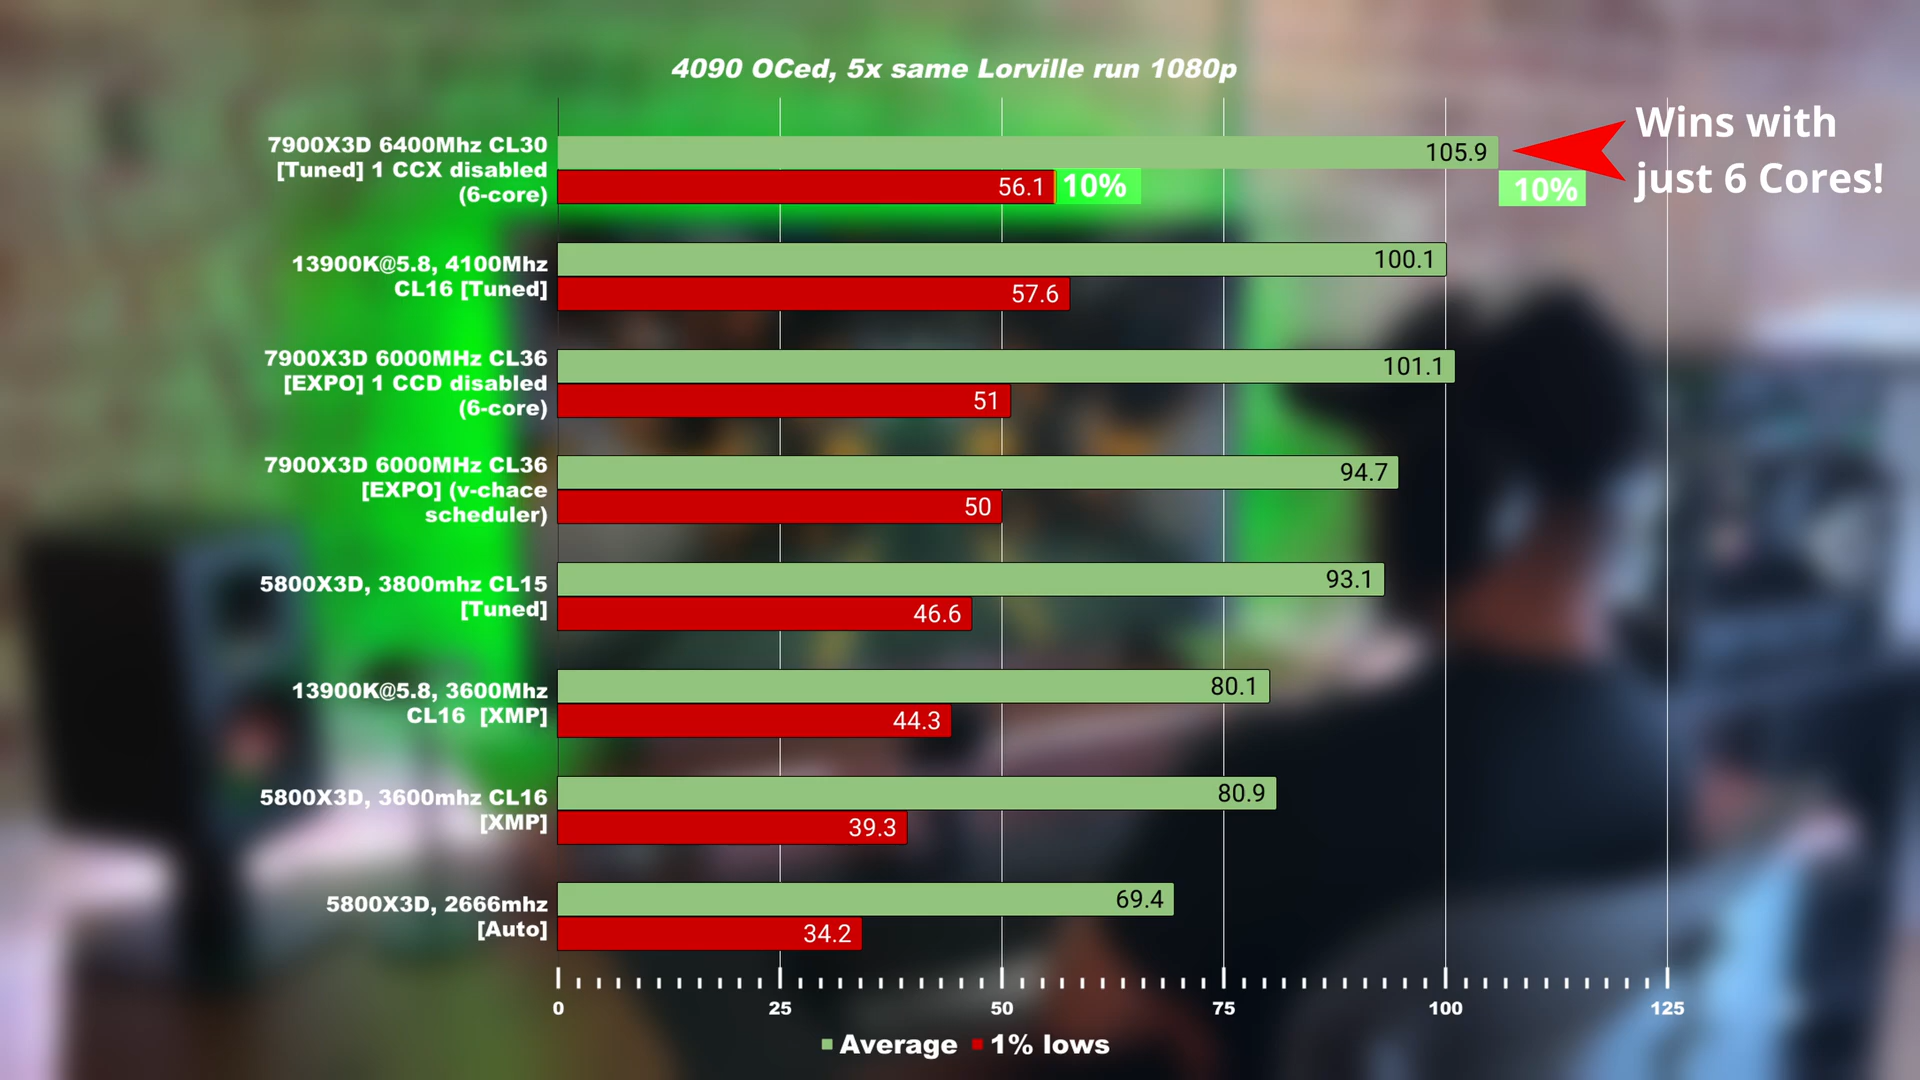 4090 OCed, 5x same Lorville run 1080p
Wins with
just 6 Cores!
7900X3D 6400Mhz CL30
[Tuned] 1 CCX disabled
(6-core)
105.9
56.1
10%
10%
13900K@5.8, 4100Mhz
CL16 [Tuned]
100.1
57.6
7900X3D 6000MHz CL36
[EXPO] 1 CCD disabled
(6-core)
101.1
51
7900X3D 6000MHz CL36
[EXPO] (v-chace
scheduler)
94.7
50
5800X3D, 3800mhz CL15
[Tuned]
93.1
46.6
13900K@5.8, 3600Mhz
CL16 [XMP]
80.1
44.3
5800X3D, 3600mhz CL16
[XMP]
80.9
39.3
5800X3D, 2666mhz
[Auto]
69.4
34.2
0 25 50 75 100 125
Average 1% lows